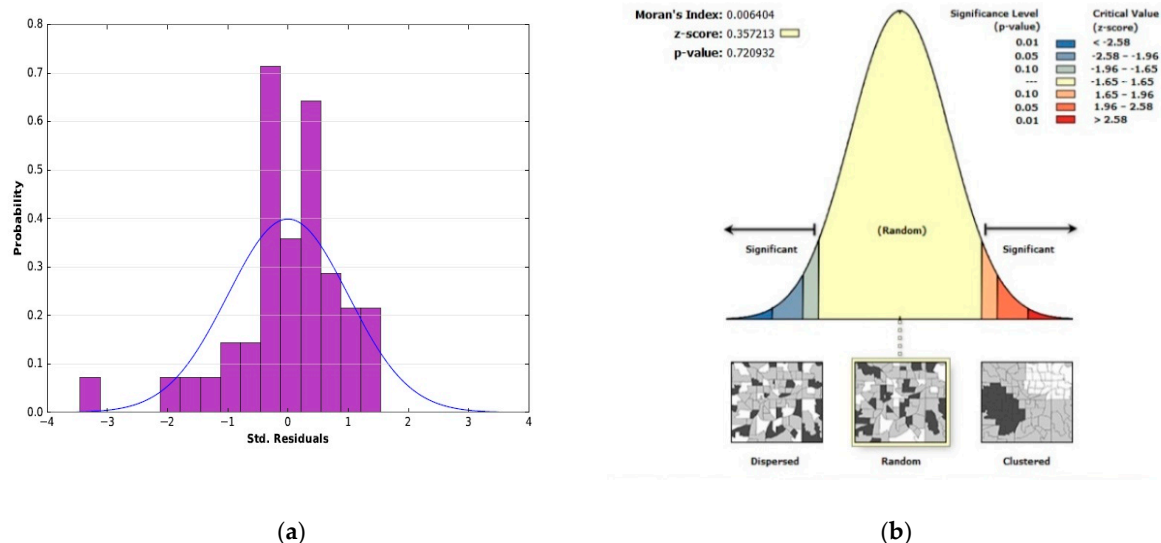 0.8
0.7
0.6
0.5
0.4
0.3
0.2
0.1
0.0
Probability
−4 −3 −2 −1 0 1 2 3 4
Std. Residuals
(a)
Moran's Index: 0.006404
z-score: 0.357213
p-value: 0.720932
Significance Level Critical Value
(p-value) (z-score)
0.01 < -2.58
0.05 -2.58 – -1.96
0.10 -1.96 – -1.65
--- -1.65 – 1.65
0.10 1.65 – 1.96
0.05 1.96 – 2.58
0.01 > 2.58
Significant (Random) Significant
Dispersed Random Clustered
(b)